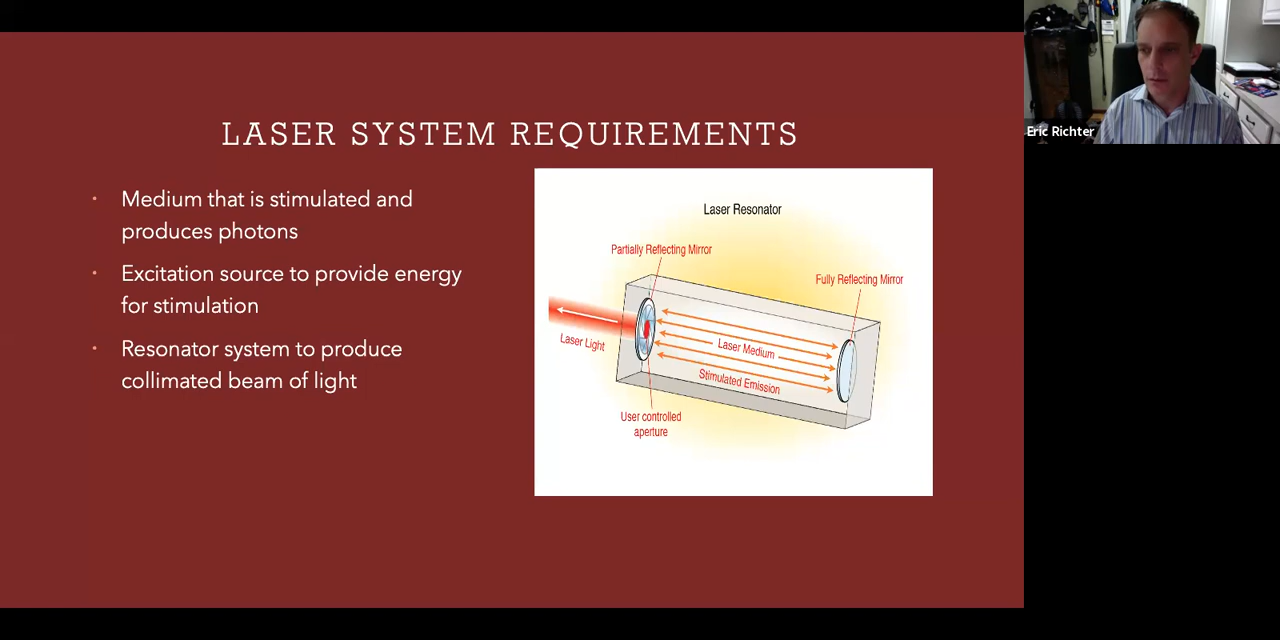 LASER SYSTEM REQUIREMENTS
Medium that is stimulated and
produces photons
Excitation source to provide energy
for stimulation
Resonator system to produce
collimated beam of light
Laser Resonator
Partially Reflecting Mirror
Fully Reflecting Mirror
Laser Light
Laser Medium
Stimulated Emission
User controlled
aperture
Eric Richter